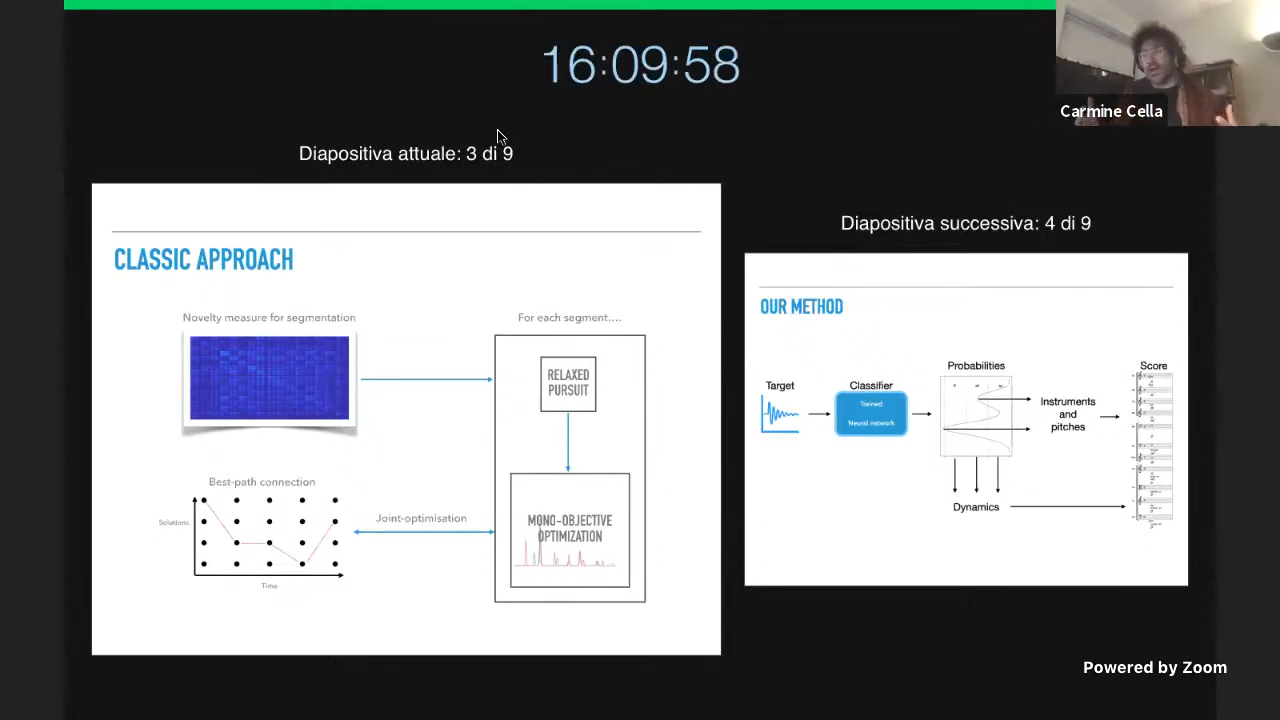 16:09:58
Carmine Cella
Diapositiva attuale: 3 di 9
CLASSIC APPROACH
Novelty measure for segmentation
For each segment....
RELAXED
PURSUIT
Best-path connection
Solutions
Time
Joint-optimisation
MONO-OBJECTIVE
OPTIMIZATION
Diapositiva successiva: 4 di 9
OUR METHOD
Target
Classifier
Trained
Neural network
Probabilities
Instruments
and
pitches
Score
Dynamics
Powered by Zoom